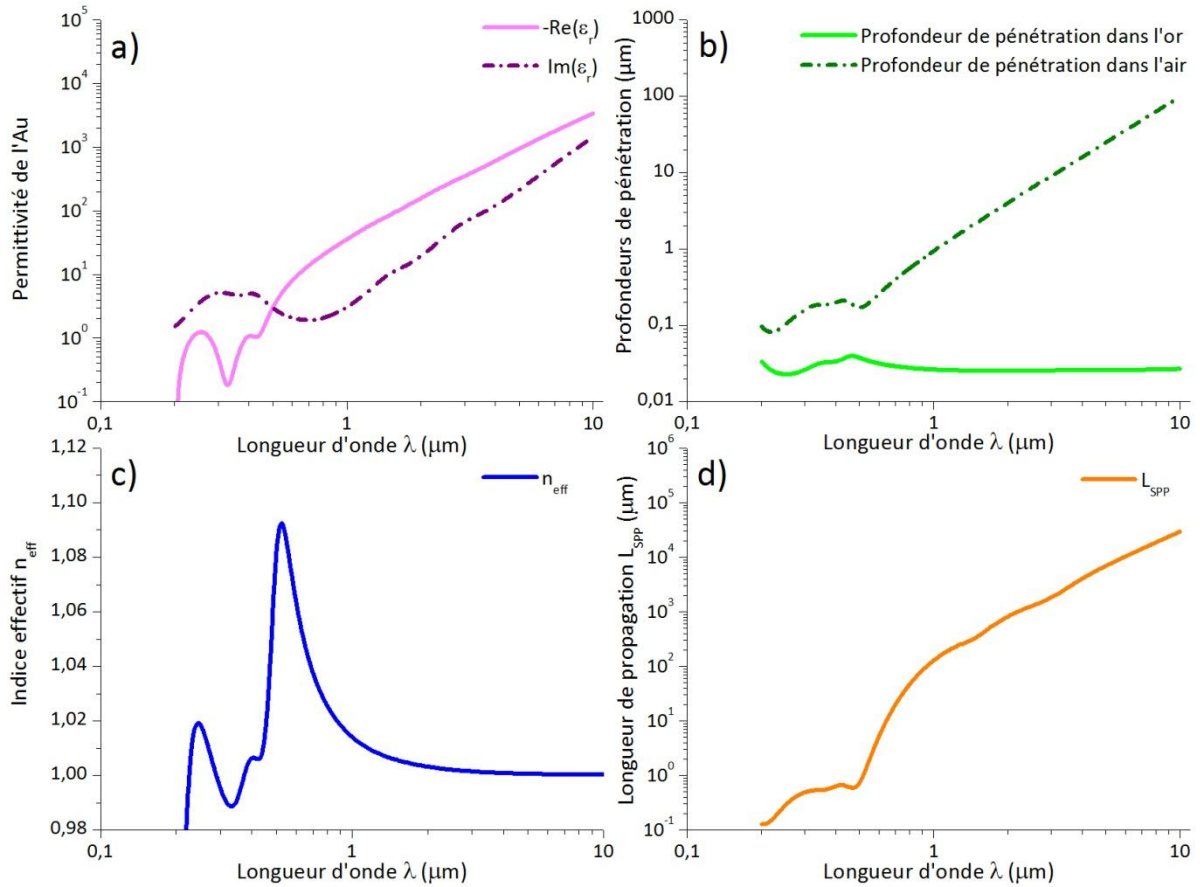 a)
-Re(εr)
Im(εr)
Permittivité de l'Au
10^5
10^4
10^3
10^2
10^1
10^0
10^-1
0,1
1
10
Longueur d'onde λ (μm)
b)
Profondeur de pénétration dans l'or
Profondeur de pénétration dans l'air
Profondeurs de pénétration (μm)
1000
100
10
1
0,1
0,01
0,1
1
10
Longueur d'onde λ (μm)
c)
n_eff
Indice effectif n_eff
1,12
1,10
1,08
1,06
1,04
1,02
1,00
0,98
0,1
1
10
Longueur d'onde λ (μm)
d)
L_SPP
Longueur de propagation L_SPP (μm)
10^6
10^5
10^4
10^3
10^2
10^1
10^0
10^-1
0,1
1
10
Longueur d'onde λ (μm)